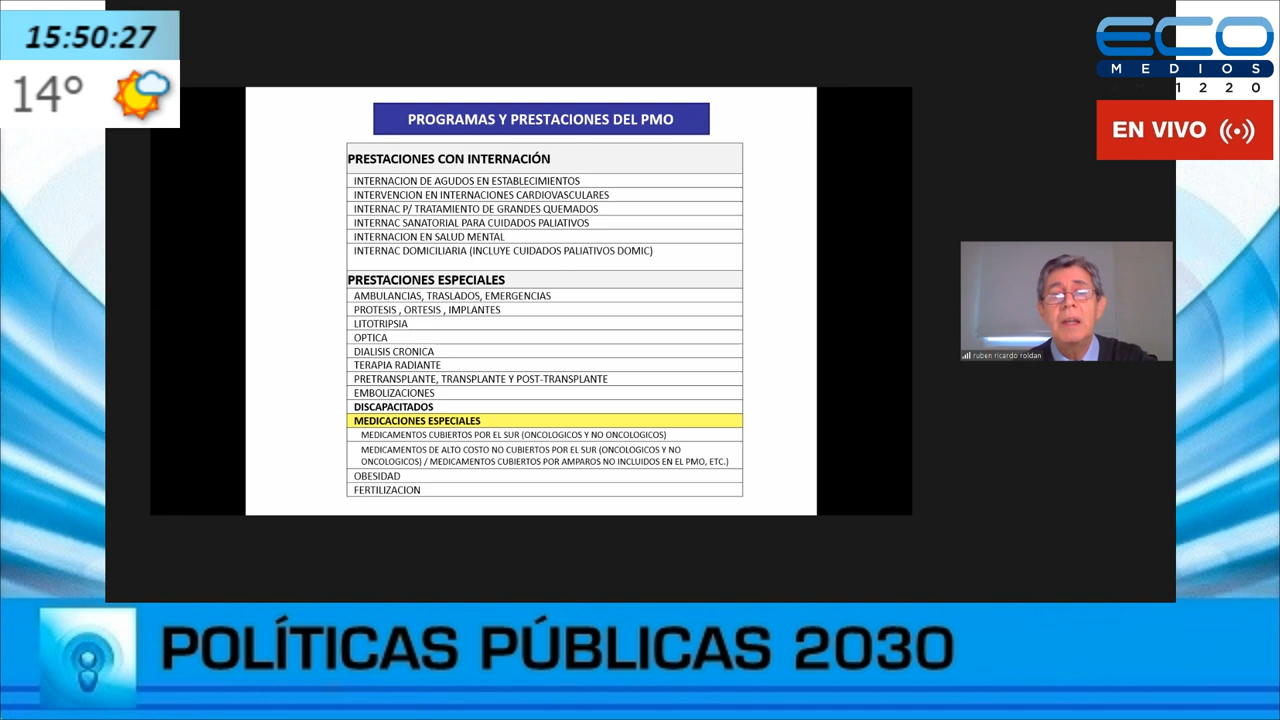 15:50:27
14°
ECO
MEDIOS
AM 1220
EN VIVO
PROGRAMAS Y PRESTACIONES DEL PMO
PRESTACIONES CON INTERNACIÓN
INTERNACION DE AGUDOS EN ESTABLECIMIENTOS
INTERVENCION EN INTERNACIONES CARDIOVASCULARES
INTERNAC P/ TRATAMIENTO DE GRANDES QUEMADOS
INTERNAC SANATORIAL PARA CUIDADOS PALIATIVOS
INTERNACION EN SALUD MENTAL
INTERNAC DOMICILIARIA (INCLUYE CUIDADOS PALIATIVOS DOMIC)
PRESTACIONES ESPECIALES
AMBULANCIAS, TRASLADOS, EMERGENCIAS
PROTESIS , ORTESIS , IMPLANTES
LITOTRIPSIA
OPTICA
DIALISIS CRONICA
TERAPIA RADIANTE
PRETRANSPLANTE, TRANSPLANTE Y POST-TRANSPLANTE
EMBOLIZACIONES
DISCAPACITADOS
MEDICACIONES ESPECIALES
MEDICAMENTOS CUBIERTOS POR EL SUR (ONCOLOGICOS Y NO ONCOLOGICOS)
MEDICAMENTOS DE ALTO COSTO NO CUBIERTOS POR EL SUR (ONCOLOGICOS Y NO
ONCOLOGICOS) / MEDICAMENTOS CUBIERTOS POR AMPAROS NO INCLUIDOS EN EL PMO, ETC.)
OBESIDAD
FERTILIZACION
ruben ricardo roldan
POLÍTICAS PÚBLICAS 2030